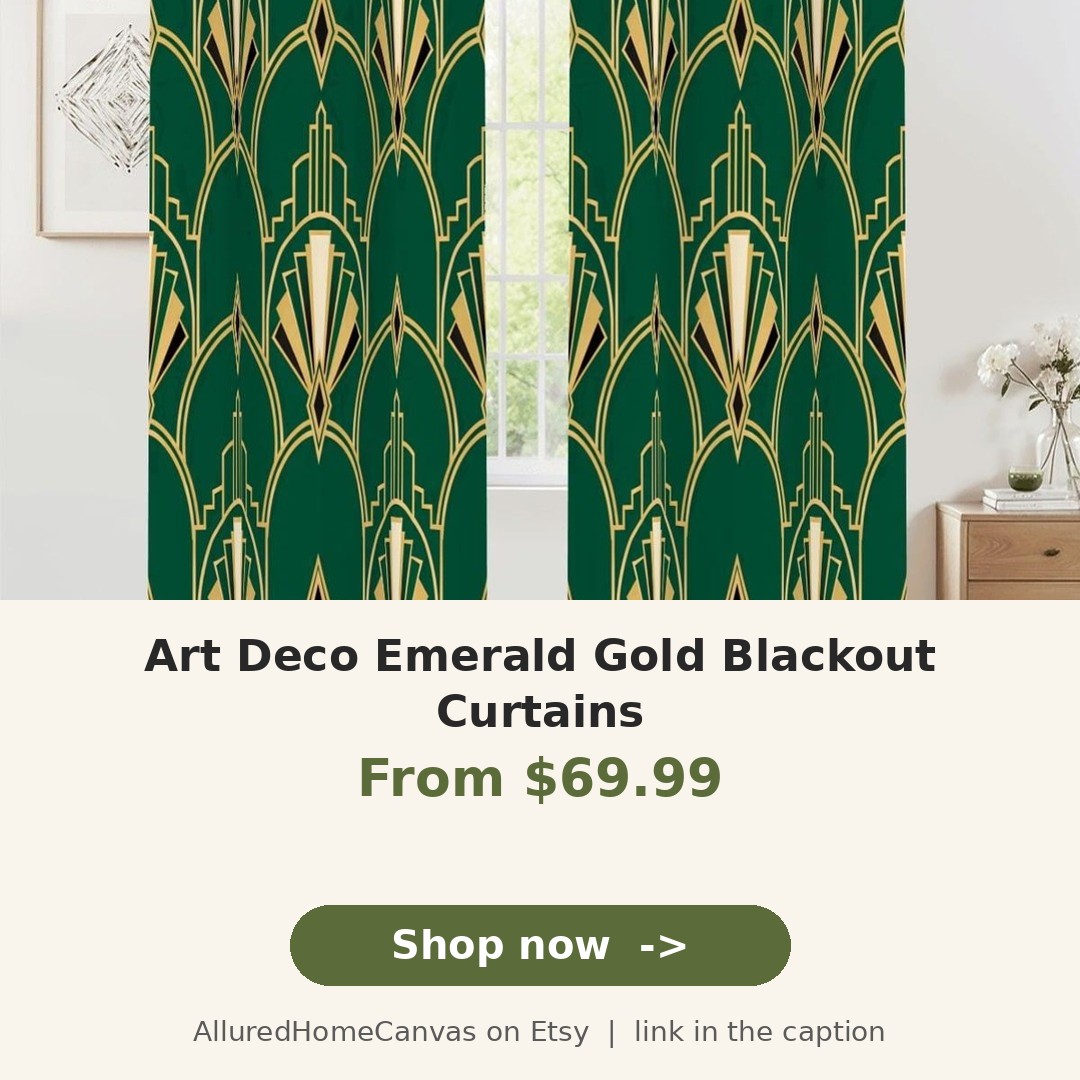 Art Deco Emerald Gold Blackout
Curtains
From $69.99
Shop now  ->
AlluredHomeCanvas on Etsy  |  link in the caption